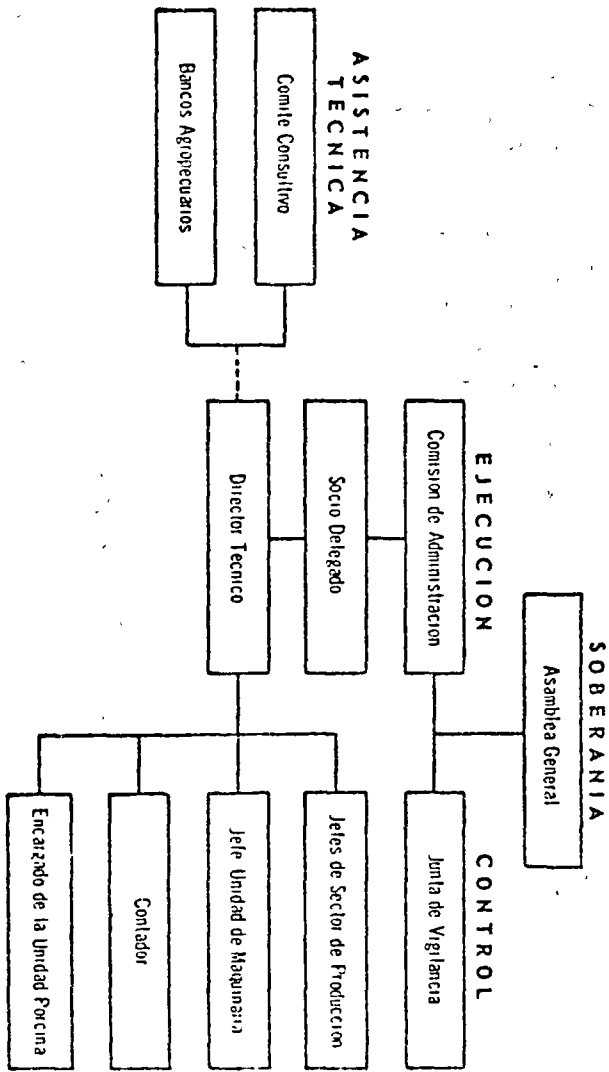 SOBERANIA
Asamblea General
EJECUCION
CONTROL
Comision de Administracion
Junta de Vigilancia
ASISTENCIA
TECNICA
Comite Consultivo
Socio Delegado
Jefes de Sector de Produccion
Bancos Agropecuarios
Director Tecnico
Jefe Unidad de Maquinaria
Contador
Encargado de la Unidad Porcina